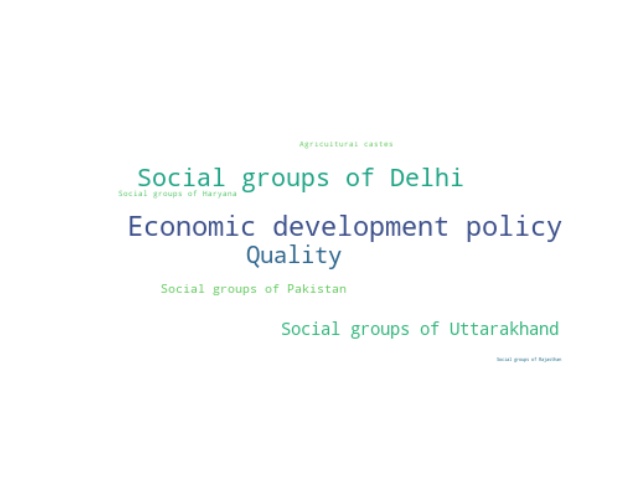 Agricultural castes
Social groups of Delhi
Social groups of Haryana
Economic development policy
Quality
Social groups of Pakistan
Social groups of Uttarakhand
Social groups of Rajasthan